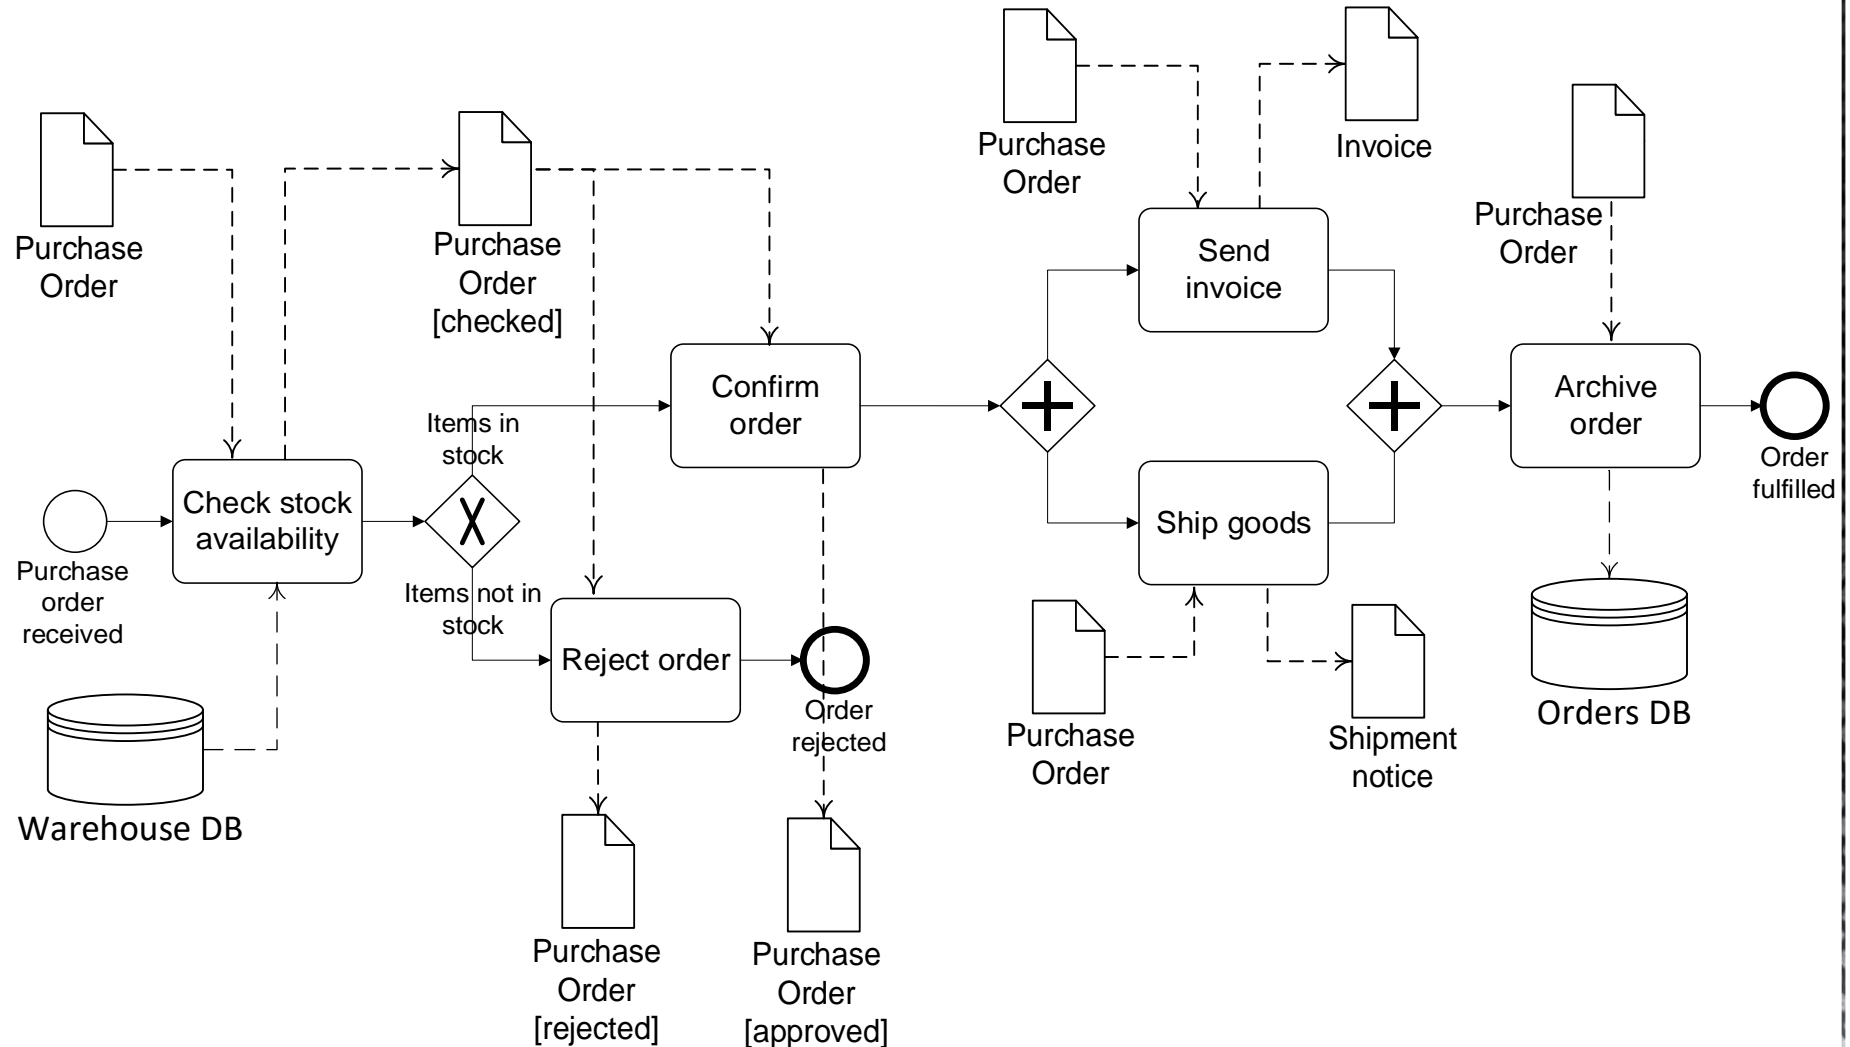 Purchase
Order
Purchase
Order
[checked]
Purchase
Order
Invoice
Purchase
Order
Send
invoice
Confirm
order
Archive
order
Items in
stock
Order
fulfilled
Check stock
availability
X
Ship goods
Purchase
order
received
Items not in
stock
Reject order
Order
rejected
Purchase
Order
Shipment
notice
Orders DB
Warehouse DB
Purchase
Order
[rejected]
Purchase
Order
[approved]